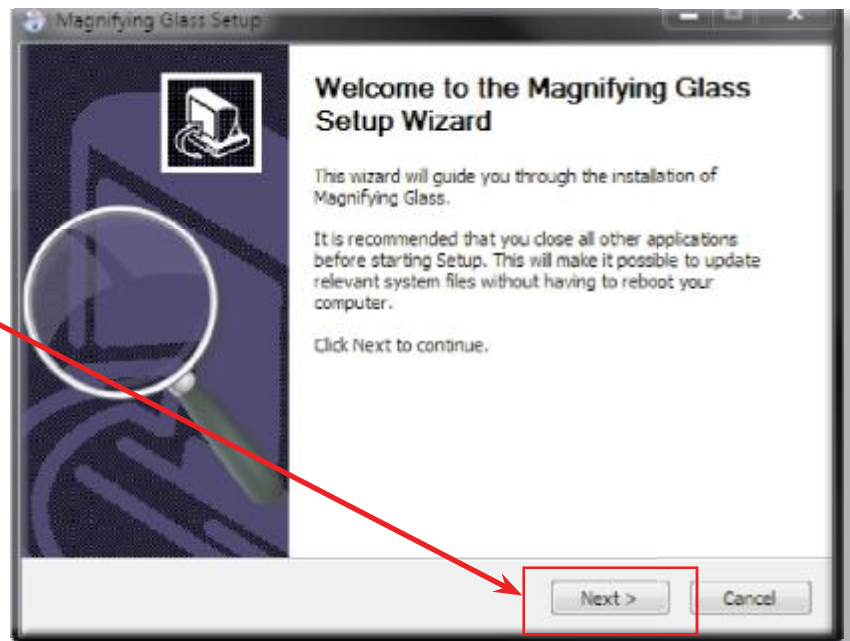 Magnifying Glass Setup
Welcome to the Magnifying Glass
Setup Wizard
This wizard will guide you through the installation of
Magnifying Glass.
It is recommended that you close all other applications
before starting Setup. This will make it possible to update
relevant system files without having to reboot your
computer.
Click Next to continue.
Next >
Cancel